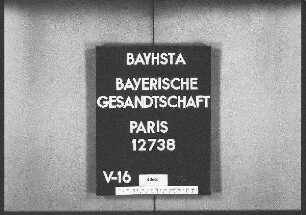 BAYHSTA
BAYERISCHE
GESANDTSCHAFT
PARIS
12738
V-16